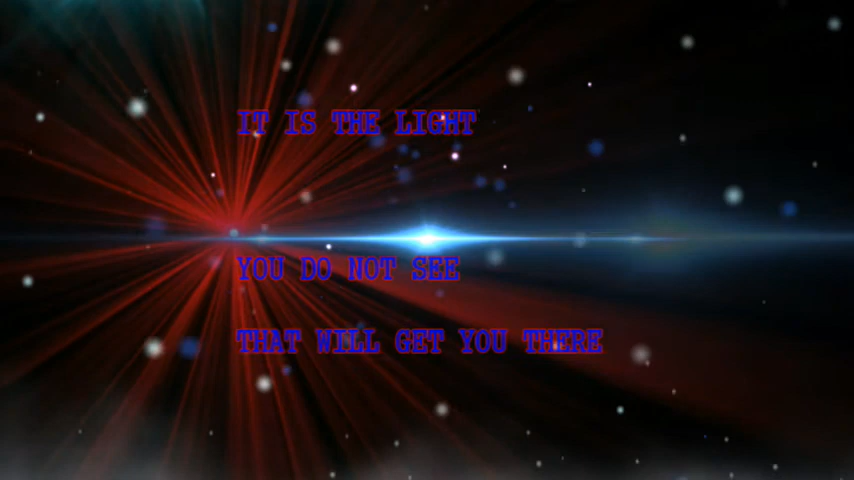 IT IS THE LIGHT
YOU DO NOT SEE
THAT WILL GET YOU THERE